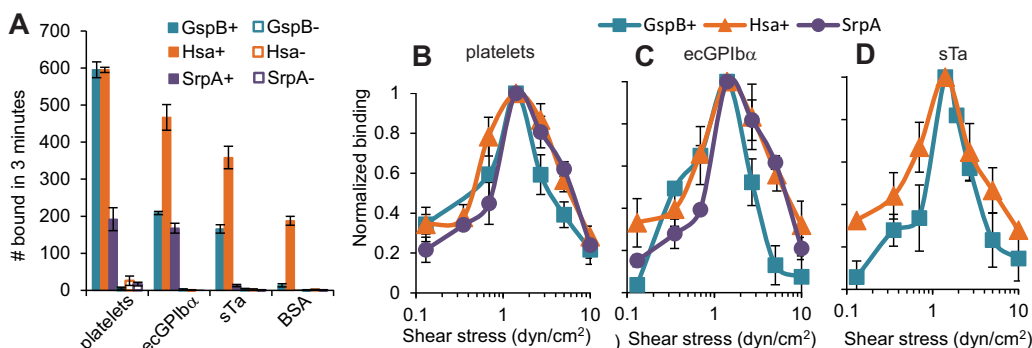 A
# bound in 3 minutes
700
600
500
400
300
200
100
0
GspB+
GspB-
Hsa+
Hsa-
SrpA+
SrpA-
platelets
ecGPIbα
sTa
BSA
GspB+
Hsa+
SrpA
B
platelets
Normalized binding
1
0.8
0.6
0.4
0.2
0
0.1
1
10
Shear stress (dyn/cm²)
C
ecGPIbα
0.1
1
10
) Shear stress (dyn/cm²)
D
sTa
0.1
1
10
Shear stress (dyn/cm²)